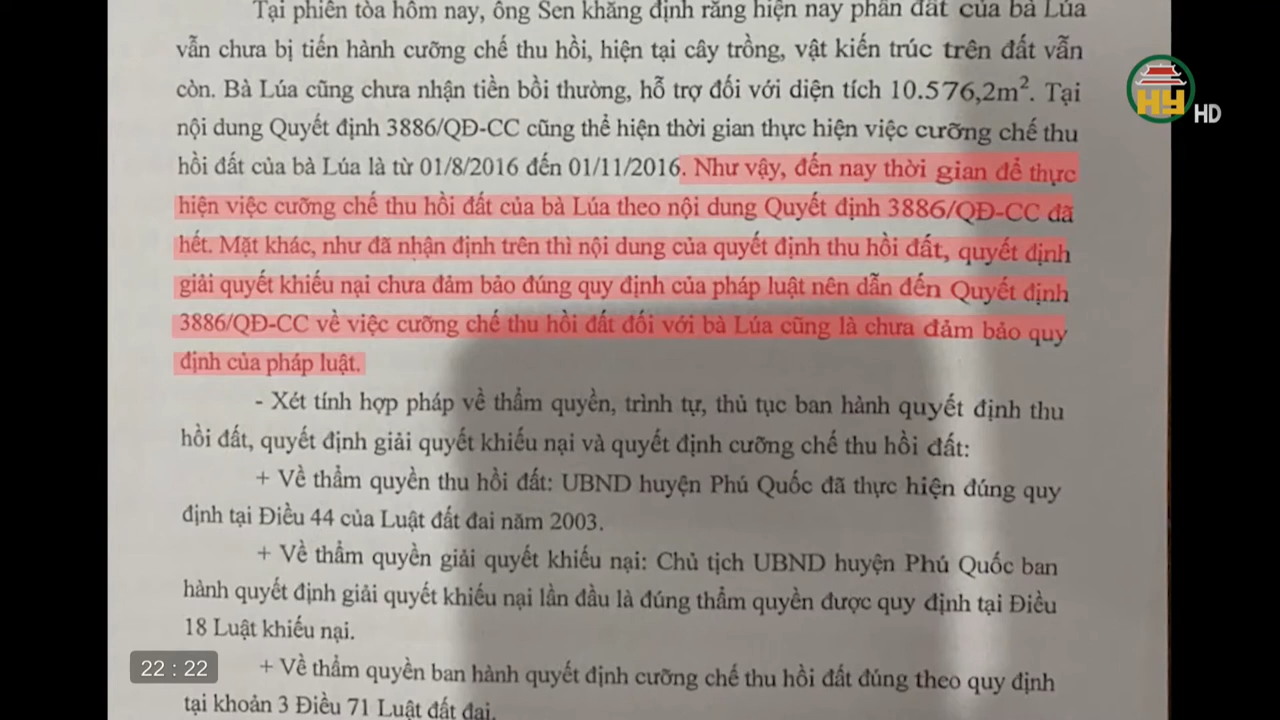 Tại phiên tòa hôm nay, ông Sen khẳng định rằng hiện nay phần đất của bà Lúa
vẫn chưa bị tiến hành cưỡng chế thu hồi, hiện tại cây trồng, vật kiến trúc trên đất vẫn
còn. Bà Lúa cũng chưa nhận tiền bồi thường, hỗ trợ đối với diện tích 10.576,2m². Tại
nội dung Quyết định 3886/QĐ-CC cũng thể hiện thời gian thực hiện việc cưỡng chế thu
hồi đất của bà Lúa là từ 01/8/2016 đến 01/11/2016. Như vậy, đến nay thời gian để thực
hiện việc cưỡng chế thu hồi đất của bà Lúa theo nội dung Quyết định 3886/QĐ-CC đã
hết. Mặt khác, như đã nhận định trên thì nội dung của quyết định thu hồi đất, quyết định
giải quyết khiếu nại chưa đảm bảo đúng quy định của pháp luật nên dẫn đến Quyết định
3886/QĐ-CC về việc cưỡng chế thu hồi đất đối với bà Lúa cũng là chưa đảm bảo quy
định của pháp luật.
- Xét tính hợp pháp về thẩm quyền, trình tự, thủ tục ban hành quyết định thu
hồi đất, quyết định giải quyết khiếu nại và quyết định cưỡng chế thu hồi đất:
+ Về thẩm quyền thu hồi đất: UBND huyện Phú Quốc đã thực hiện đúng quy
định tại Điều 44 của Luật đất đai năm 2003.
+ Về thẩm quyền giải quyết khiếu nại: Chủ tịch UBND huyện Phú Quốc ban
hành quyết định giải quyết khiếu nại lần đầu là đúng thẩm quyền được quy định tại Điều
18 Luật khiếu nại.
+ Về thẩm quyền ban hành quyết định cưỡng chế thu hồi đất đúng theo quy định
tại khoản 3 Điều 71 Luật đất đai.
HY HD
22 : 22